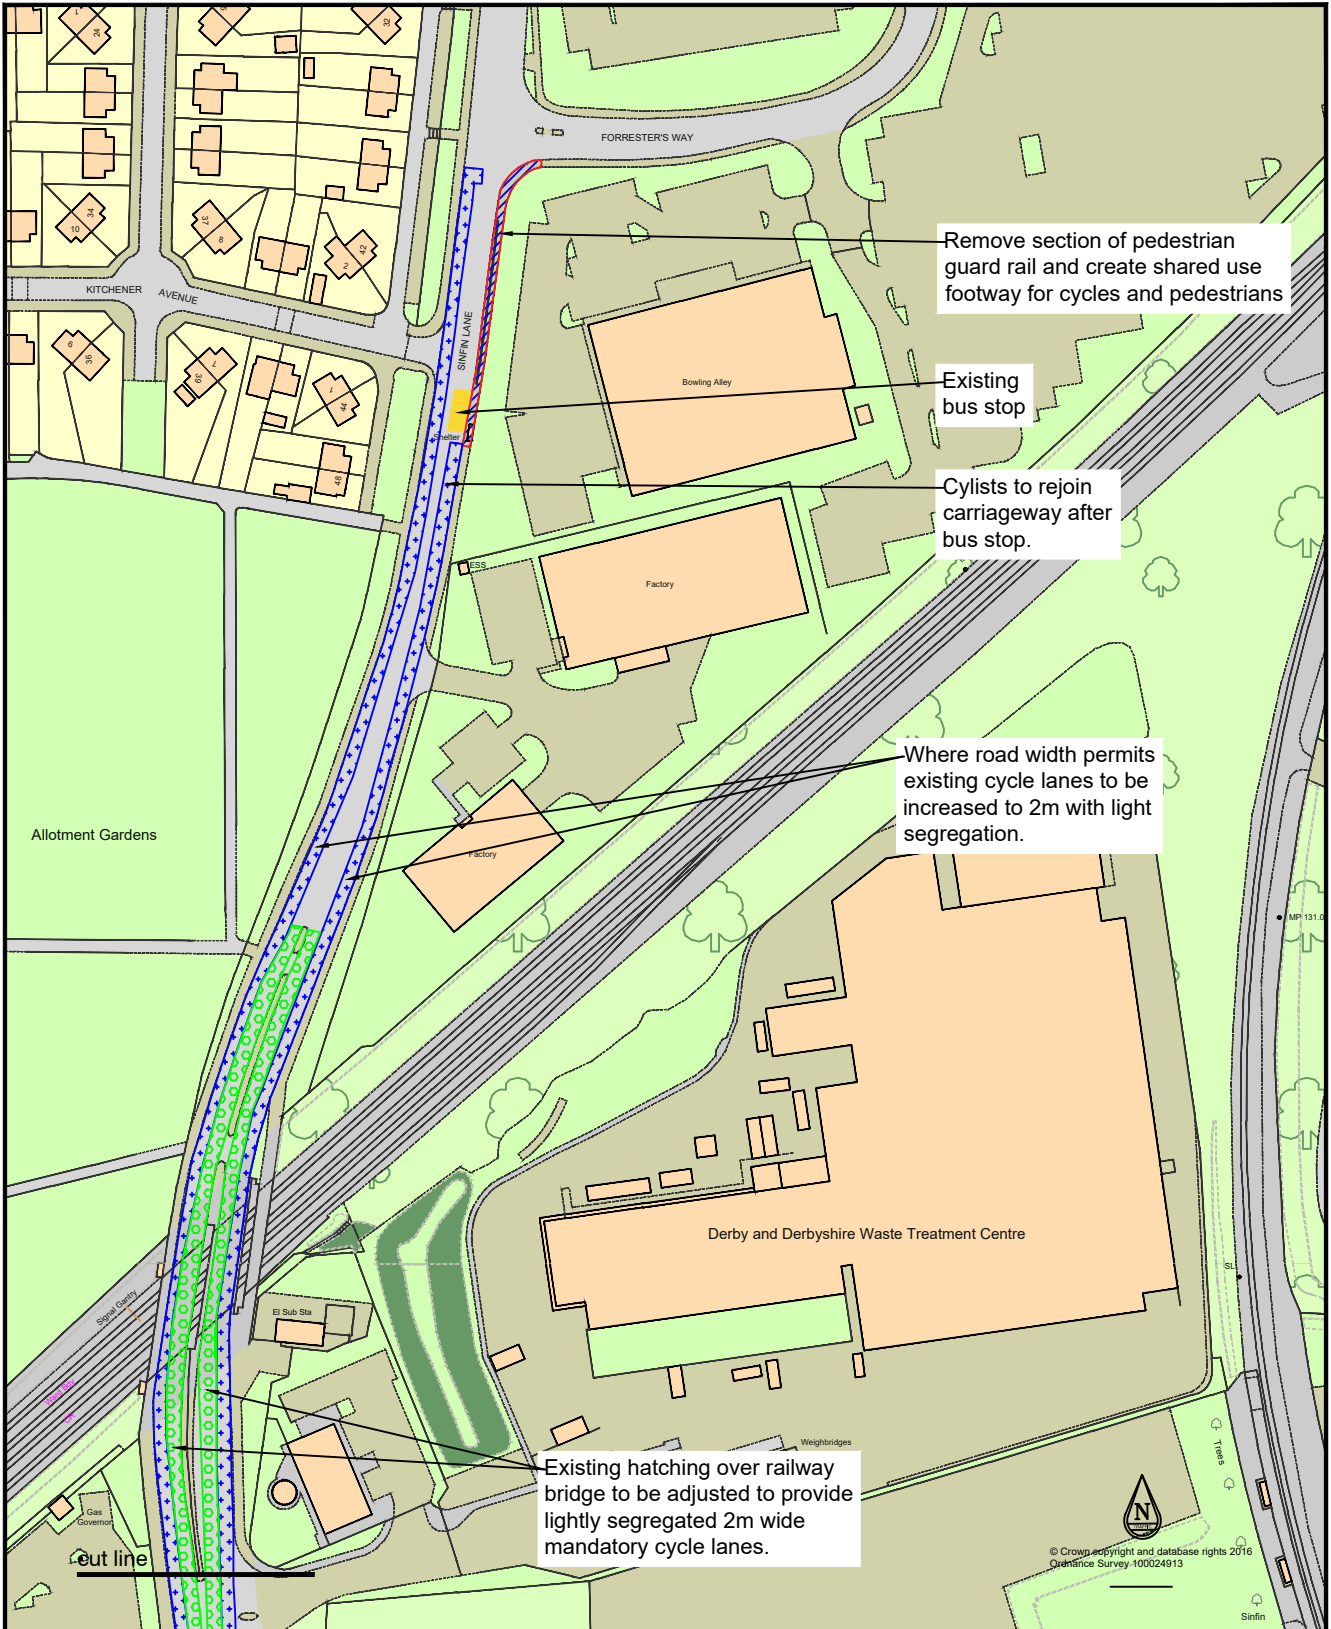 24
32
FORRESTER'S WAY
34
10
37
8
42
2
Remove section of pedestrian
guard rail and create shared use
footway for cycles and pedestrians
KITCHENER AVENUE
SINFIN LANE
6
36
7
39
1
44
48
Bowling Alley
Existing
bus stop
Shelter
Cylists to rejoin
carriageway after
bus stop.
ESS
Factory
Where road width permits
existing cycle lanes to be
increased to 2m with light
segregation.
Allotment Gardens
Factory
MP 131.0
Derby and Derbyshire Waste Treatment Centre
SL
Signal Gantry
El Sub Sta
Ward Bdy
CR
Weighbridges
Trees
Existing hatching over railway
bridge to be adjusted to provide
lightly segregated 2m wide
mandatory cycle lanes.
Gas
Governor
cut line
N
© Crown copyright and database rights 2016
Ordnance Survey 100024913
Sinfin